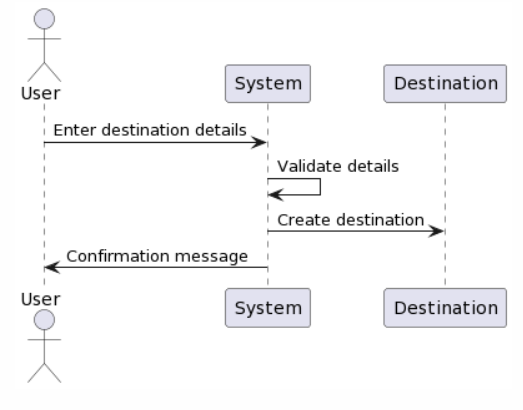 User
System
Destination
Enter destination details
Validate details
Create destination
Confirmation message
User
System
Destination